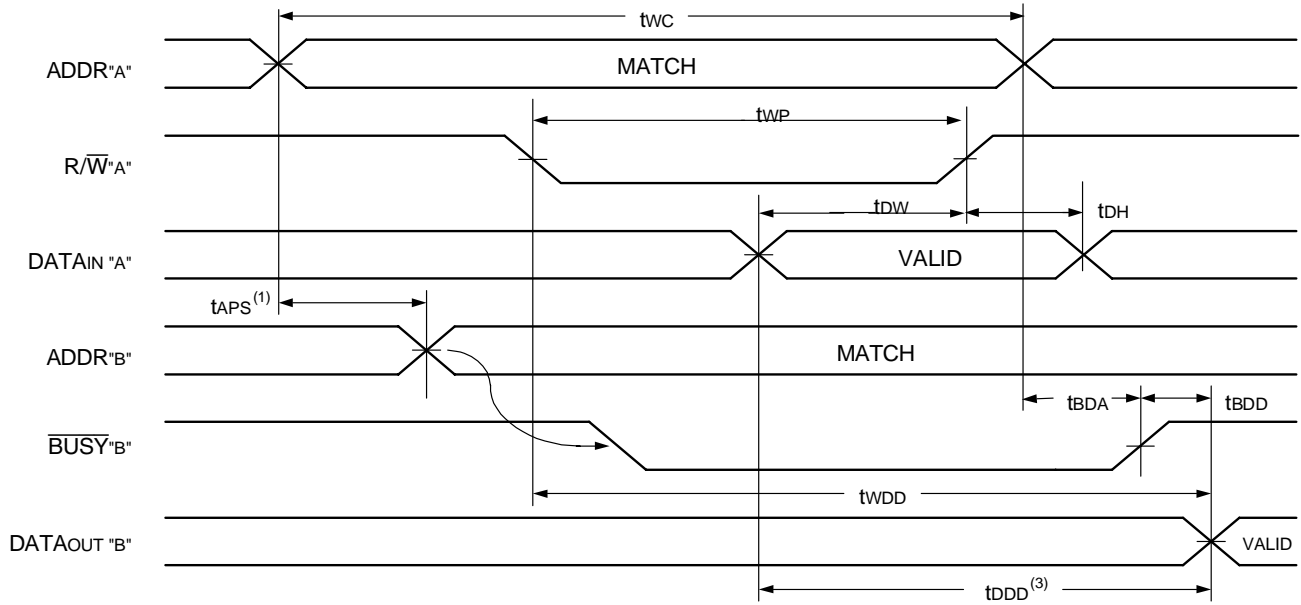 tWC
ADDR"A"
MATCH
tWP
R/W̅"A"
tDW
tDH
DATAIN "A"
VALID
tAPS(1)
ADDR"B"
MATCH
tBDA
tBDD
B̅U̅S̅Y̅"B"
tWDD
DATAOUT "B"
VALID
tDDD(3)